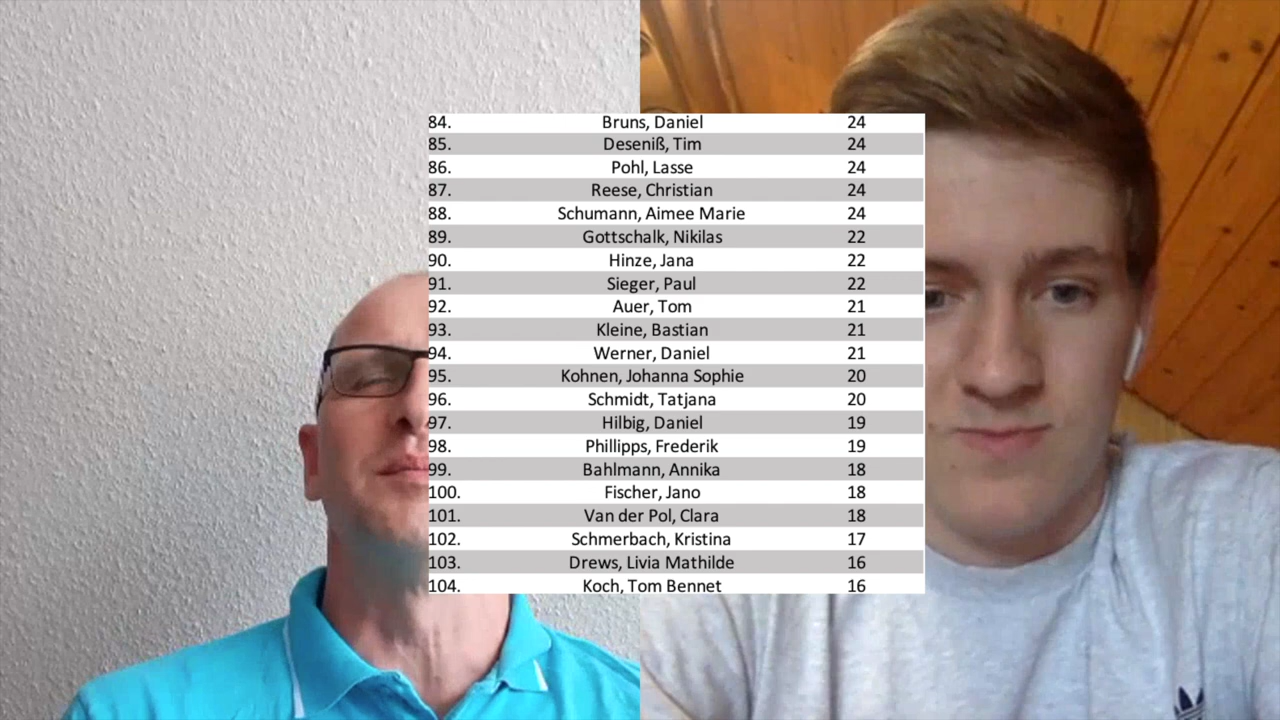 84. Bruns, Daniel 24
85. Deseniß, Tim 24
86. Pohl, Lasse 24
87. Reese, Christian 24
88. Schumann, Aimee Marie 24
89. Gottschalk, Nikilas 22
90. Hinze, Jana 22
91. Sieger, Paul 22
92. Auer, Tom 21
93. Kleine, Bastian 21
94. Werner, Daniel 21
95. Kohnen, Johanna Sophie 20
96. Schmidt, Tatjana 20
97. Hilbig, Daniel 19
98. Phillipps, Frederik 19
99. Bahlmann, Annika 18
100. Fischer, Jano 18
101. Van der Pol, Clara 18
102. Schmerbach, Kristina 17
103. Drews, Livia Mathilde 16
104. Koch, Tom Bennet 16